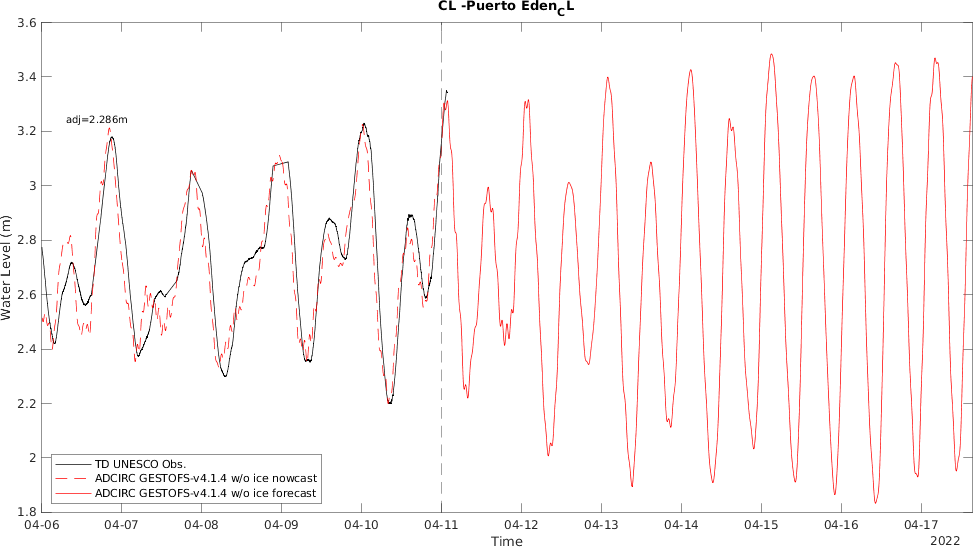 CL -Puerto Eden_CL
3.6
3.4
3.2
3
2.8
2.6
2.4
2.2
2
1.8
Water Level (m)
adj=2.286m
TD UNESCO Obs.
ADCIRC GESTOFS-v4.1.4 w/o ice nowcast
ADCIRC GESTOFS-v4.1.4 w/o ice forecast
04-06 04-07 04-08 04-09 04-10 04-11 04-12 04-13 04-14 04-15 04-16 04-17
Time
2022